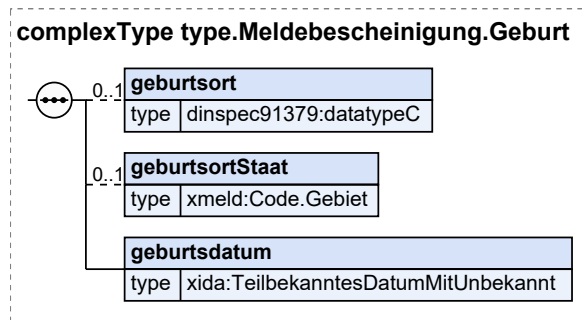 complexType type.Meldebescheinigung.Geburt
0..1 geburtsort
type dinspec91379:datatypeC
0..1 geburtsortStaat
type xmeld:Code.Gebiet
geburtsdatum
type xida:TeilbekanntesDatumMitUnbekannt